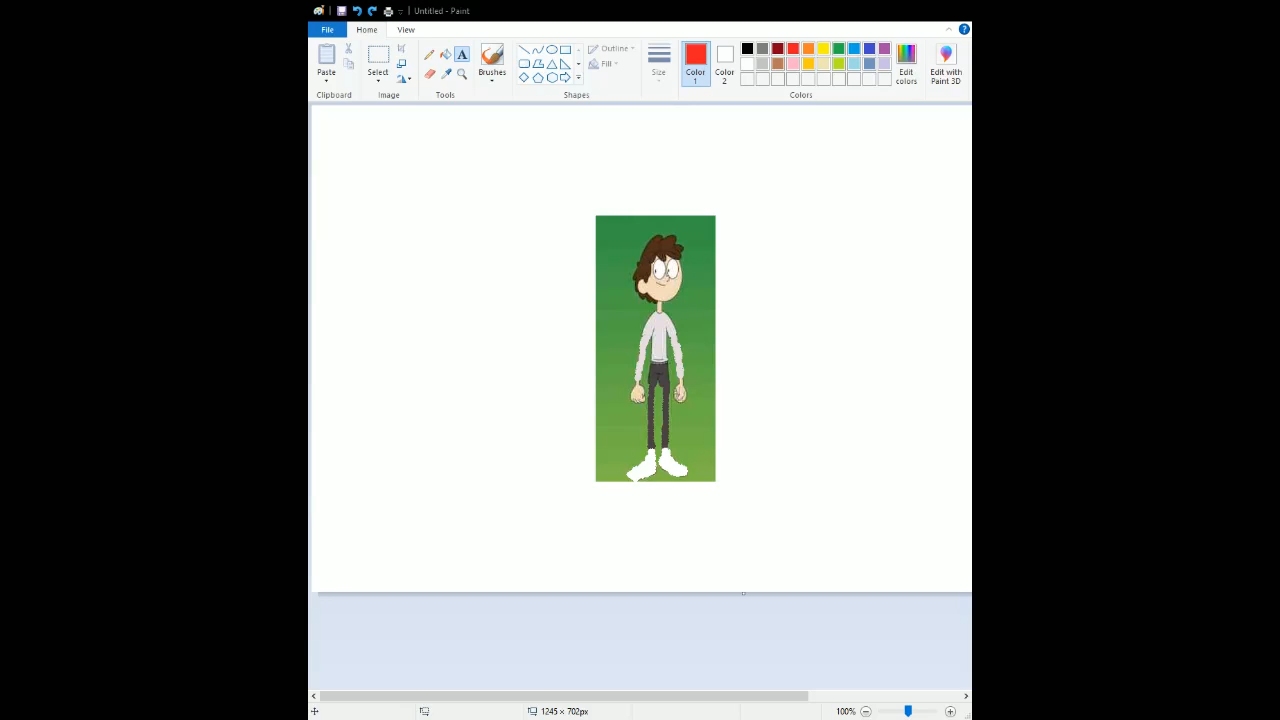 Untitled - Paint
File Home View
Paste
Select
A
Brushes
Outline
Fill
Size
Color
1
Color
2
Edit
colors
Edit with
Paint 3D
Clipboard Image Tools Shapes Colors
1245 × 702px 100%